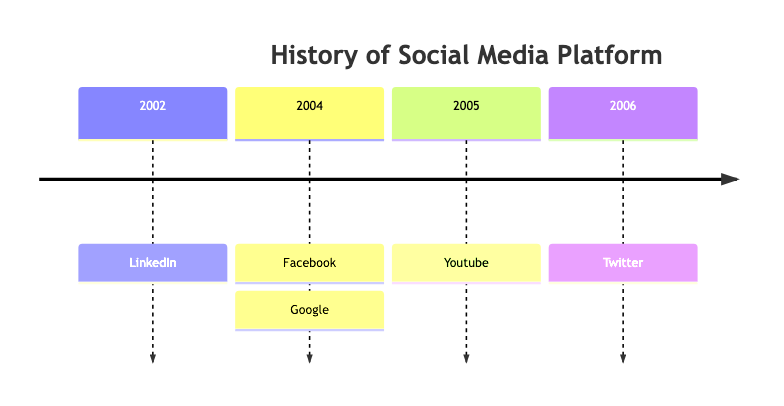 History of Social Media Platform
2002
2004
2005
2006
LinkedIn
Facebook
Youtube
Twitter
Google